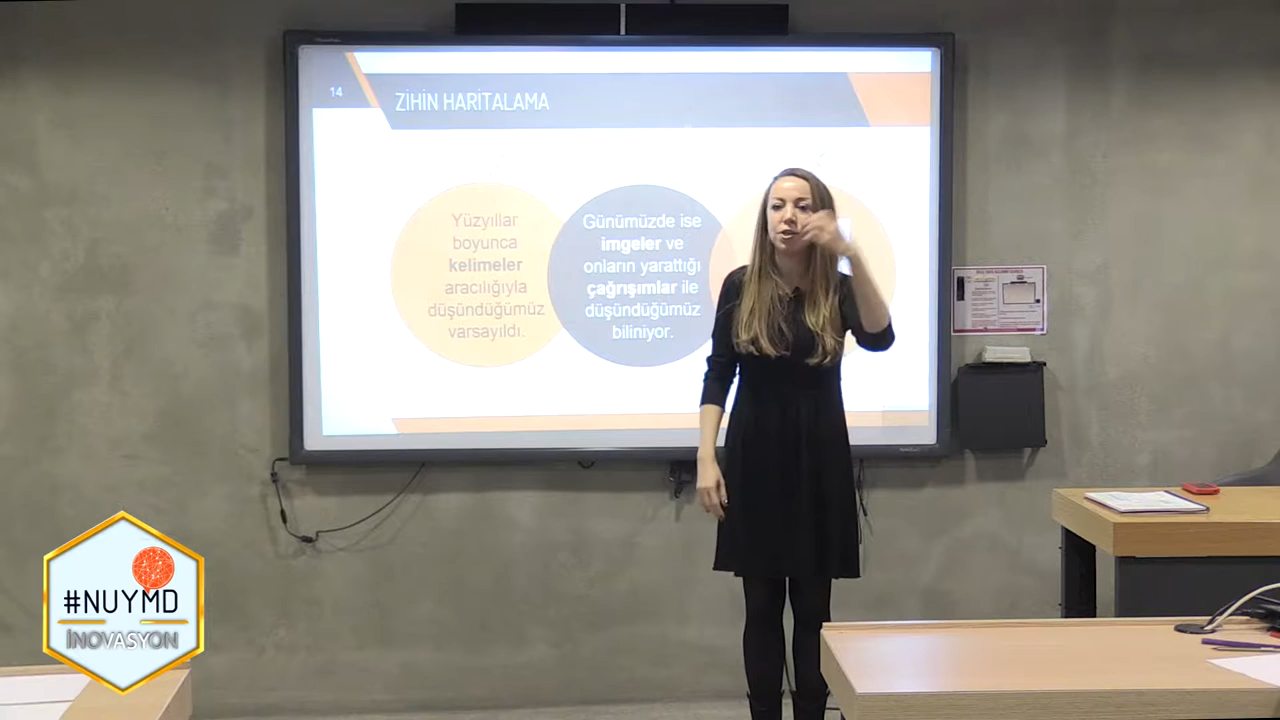 14
ZİHİN HARİTALAMA
Yüzyıllar
boyunca
kelimeler
aracılığıyla
düşündüğümüz
varsayıldı.
Günümüzde ise
imgeler ve
onların yarattığı
çağrışımlar ile
düşündüğümüz
biliniyor.
#NUYMD
İNOVASYON